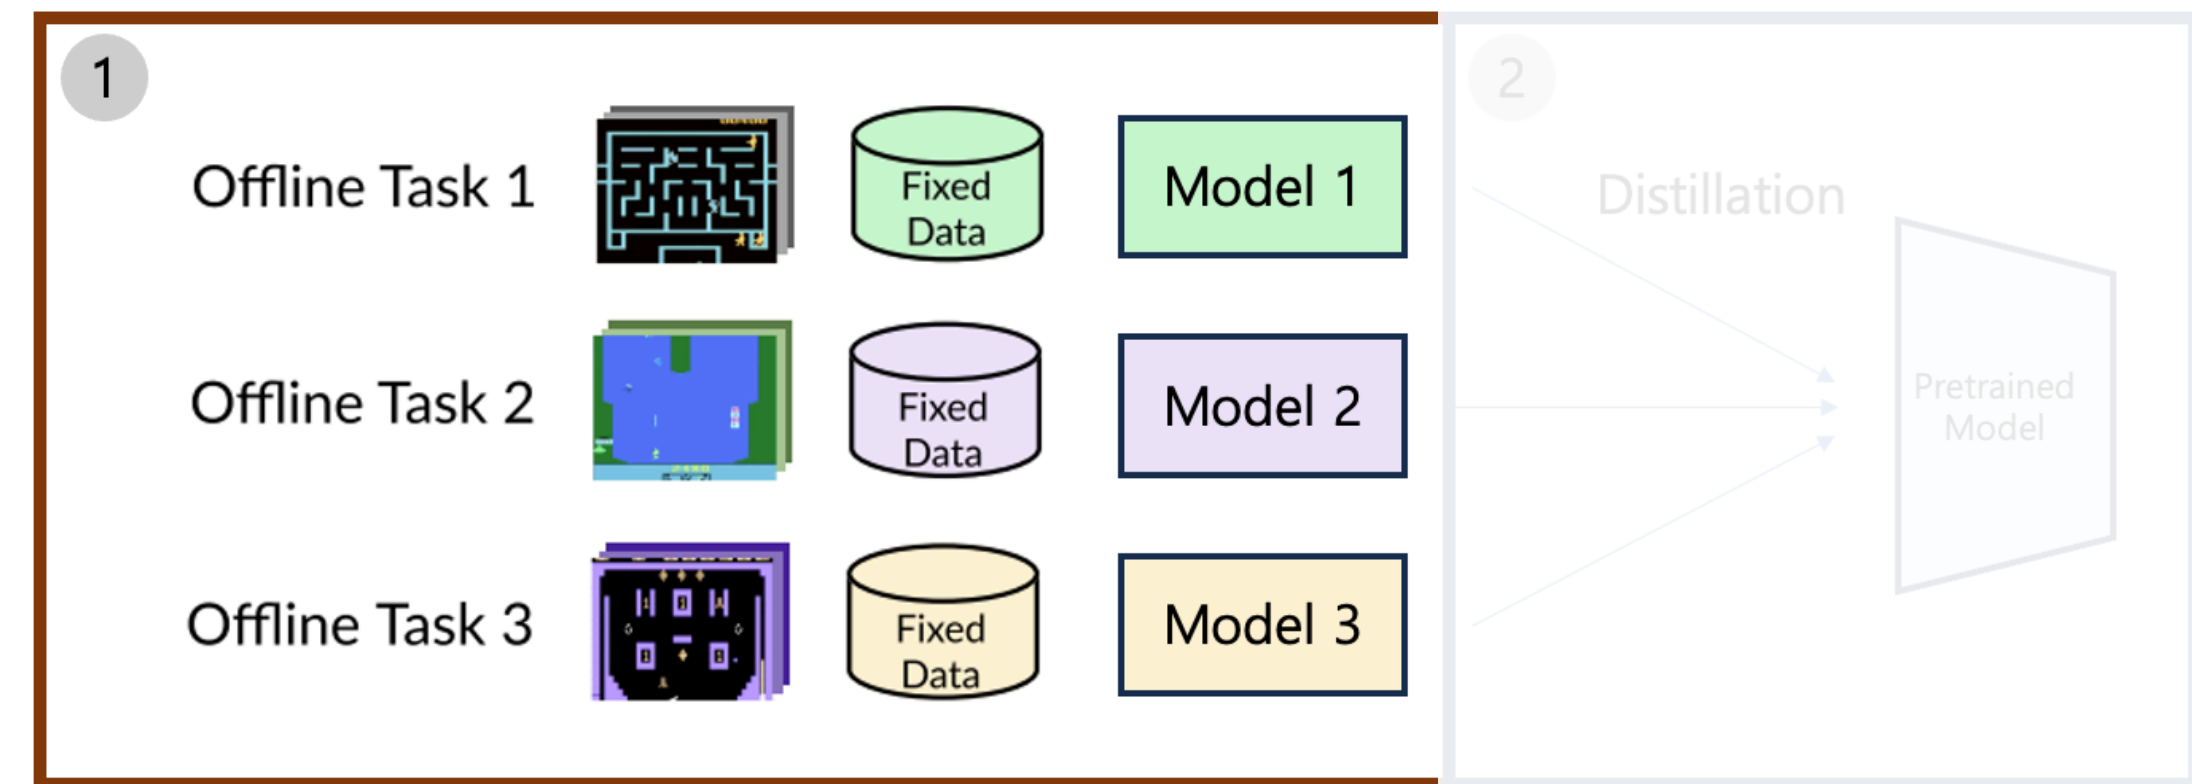 1
Offline Task 1
Fixed
Data
Model 1
Offline Task 2
Fixed
Data
Model 2
Offline Task 3
Fixed
Data
Model 3
2
Distillation
Pretrained
Model